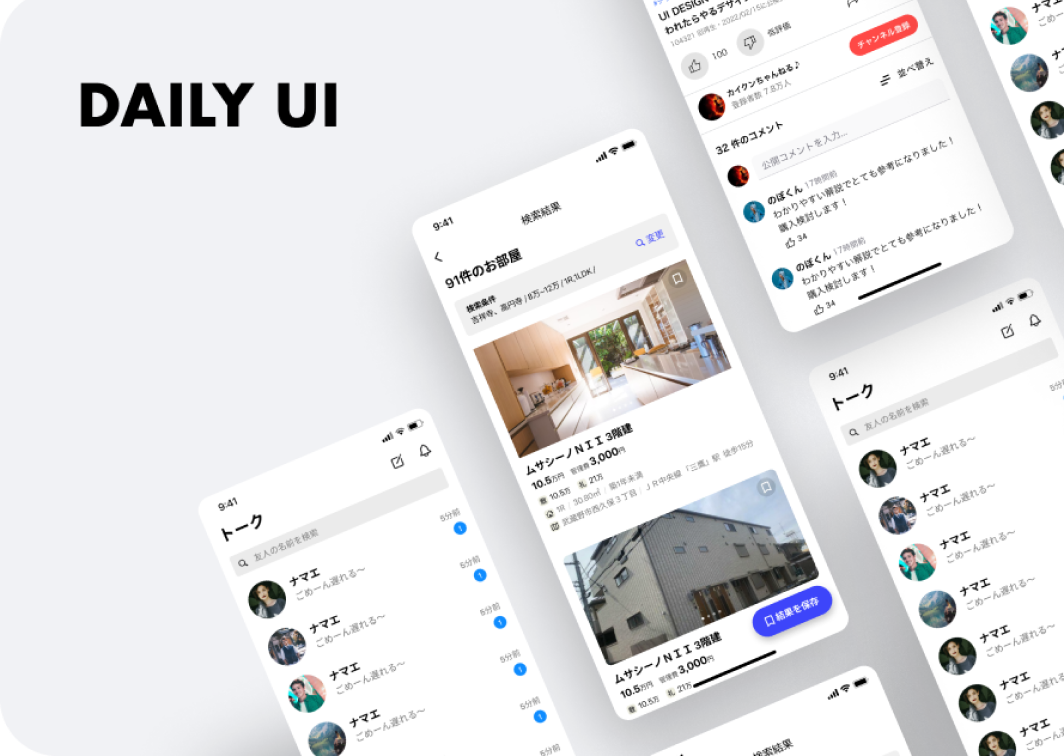 DAILY UI
UI DESIGN
われたらやるデザイン
104321 回再生・2022/02/15に公開
100
低評価
カイクンちゃんねる♪
登録者数 7.8万人
チャンネル登録
32 件のコメント
並べ替え
公開コメントを入力...
のぼくん 17時間前
わかりやすい解説でとても参考になりました！
購入検討します！
34
のぼくん 17時間前
わかりやすい解説でとても参考になりました！
購入検討します！
34
9:41
検索結果
91件のお部屋
検索条件
変更
吉祥寺、高円寺 / 8万~12万 / 1R,1LDK /
ムサシーノNII 3階建
10.5万円 管理費 3,000円
敷 10.5万 礼 21万
1R | 30.80㎡ | 築1年未満
武蔵野市西久保3丁目 | JR中央線「三鷹」駅 徒歩15分
ムサシーノNII 3階建
10.5万円 管理費 3,000円
敷 10.5万 礼 21万
結果を保存
9:41
トーク
友人の名前を検索
ナマエ
ごめーん遅れる〜
5分前
1
ナマエ
ごめーん遅れる〜
5分前
1
ナマエ
ごめーん遅れる〜
5分前
1
ナマエ
ごめーん遅れる〜
5分前
1
5分前
1
5分前
9:41
トーク
友人の名前を検索
ナマエ
ごめーん遅れる〜
ナマエ
ごめーん遅れる〜
ナマエ
ごめーん遅れる〜
ナマエ
ごめーん遅れる〜
ナマエ
ごめーん遅れる〜
ナマエ
ごめーん遅れる
ナマエ
検索結果